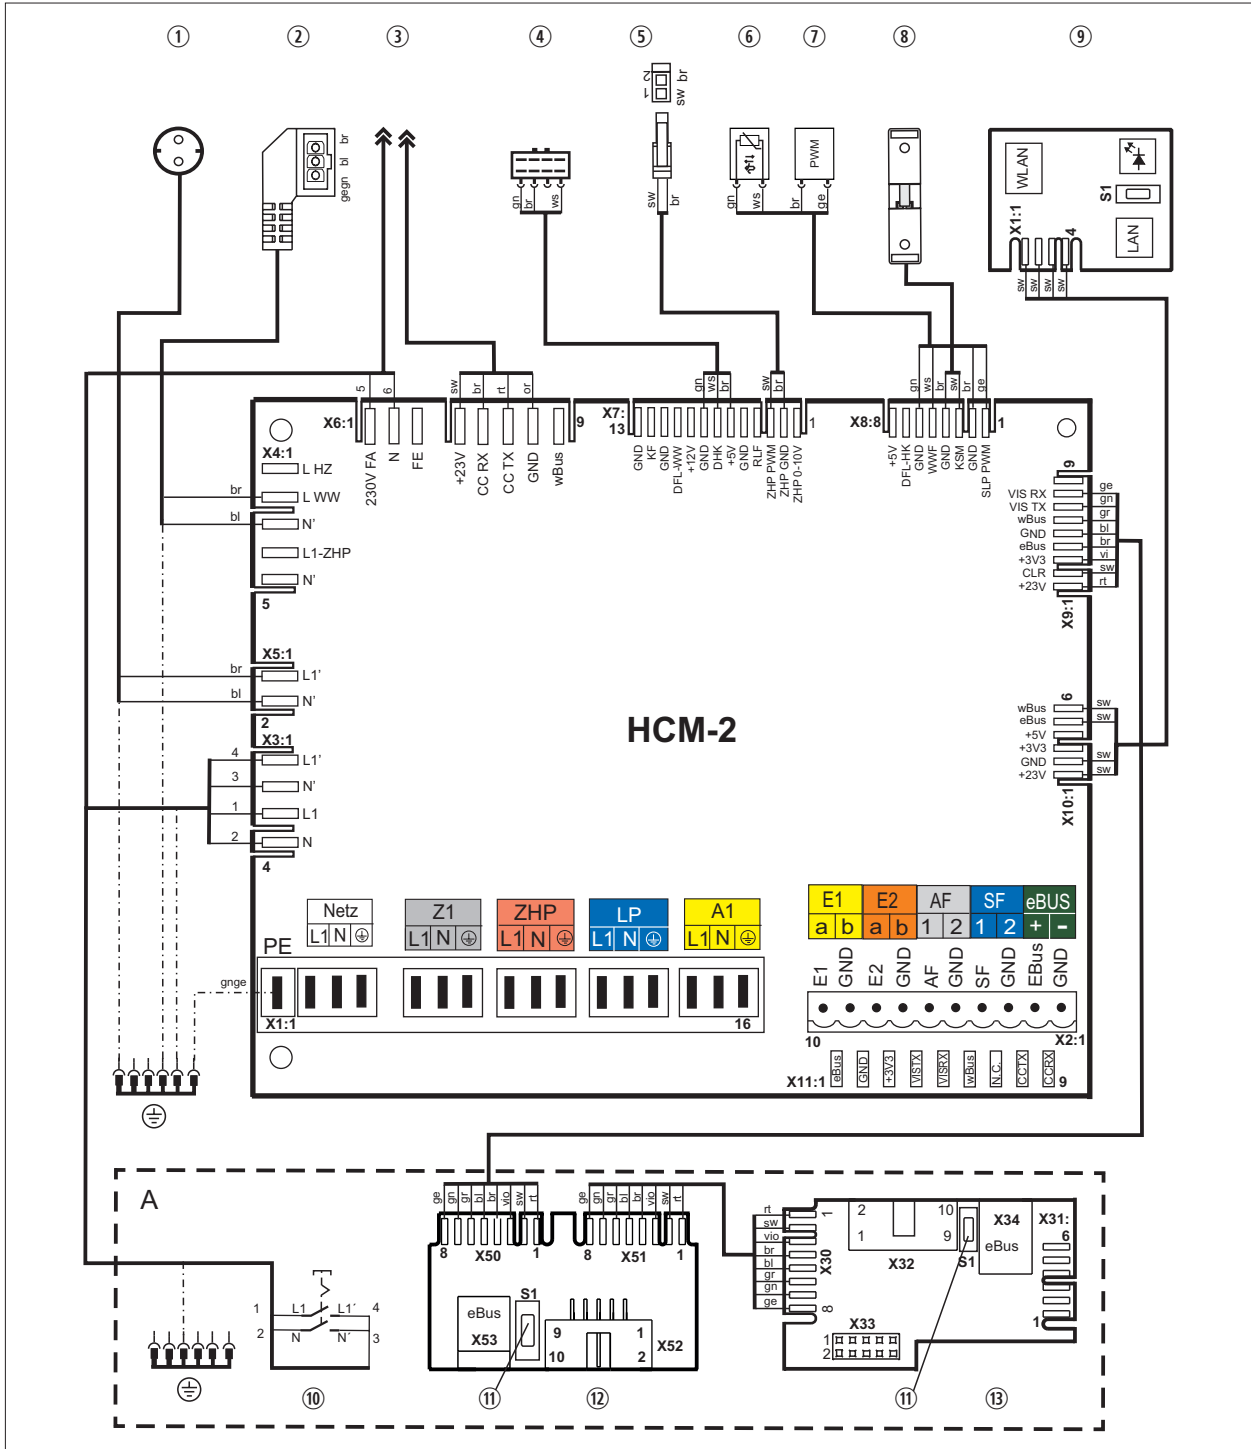 ① ② ③ ④ ⑤ ⑥ ⑦ ⑧ ⑨
br bl gegn
1 2
sw br
PWM
WLAN
LAN
S1
X1:1 4
gn br ws
sw br
gn ws br ge
sw sw sw sw
5 6
sw br rt or
gn ws br
sw br
gn ws br sw br ge
X6:1
9
X7:
13
1
X8:8
1
230V FA
N
FE
+23V
CC RX
CC TX
GND
wBus
GND
KF
GND
DFL-WW
+12V
GND
DHK
+5V
GND
RLF
ZHP PWM
ZHP GND
ZHP 0-10V
+5V
DFL-HK
GND
WWF
GND
KSM
GND
SLP PWM
X4:1
L HZ
br L WW
bl N'
L1-ZHP
N'
5
9
VIS RX ge
VIS TX gn
wBus gr
GND bl
eBus br
+3V3 vi
CLR sw
+23V rt
X9:1
X5:1
br L1'
bl N'
2
X3:1
4 L1'
3 N'
1 L1
2 N
4
HCM-2
6
wBus sw
eBus sw
+5V
+3V3
GND sw
+23V sw
X10:1
Netz
L1 N
Z1
L1 N
ZHP
L1 N
LP
L1 N
A1
L1 N
PE
gnge
X1:1
16
E1 E2 AF SF eBUS
a b a b 1 2 1 2 + -
E1 GND E2 GND AF GND SF GND EBus GND
10 X2:1
X11:1 eBus GND +3V3 VISTX VISRX wBus N.C. CCTX CCRX 9
A
ge gn gr bl br vio sw rt
8 X50 1
ge gn gr bl br vio sw rt
8 X51 1
eBus
X53
S1
9 1
10 2
X52
rt
sw
vio
br
bl
gr
gn
ge
1
X30
8
2 10
1 9
X32
S1
X34
eBus
X31:
6
1
X33
1
2
1 L1 L1' 4
2 N N' 3
⑩ ⑪ ⑫ ⑪ ⑬